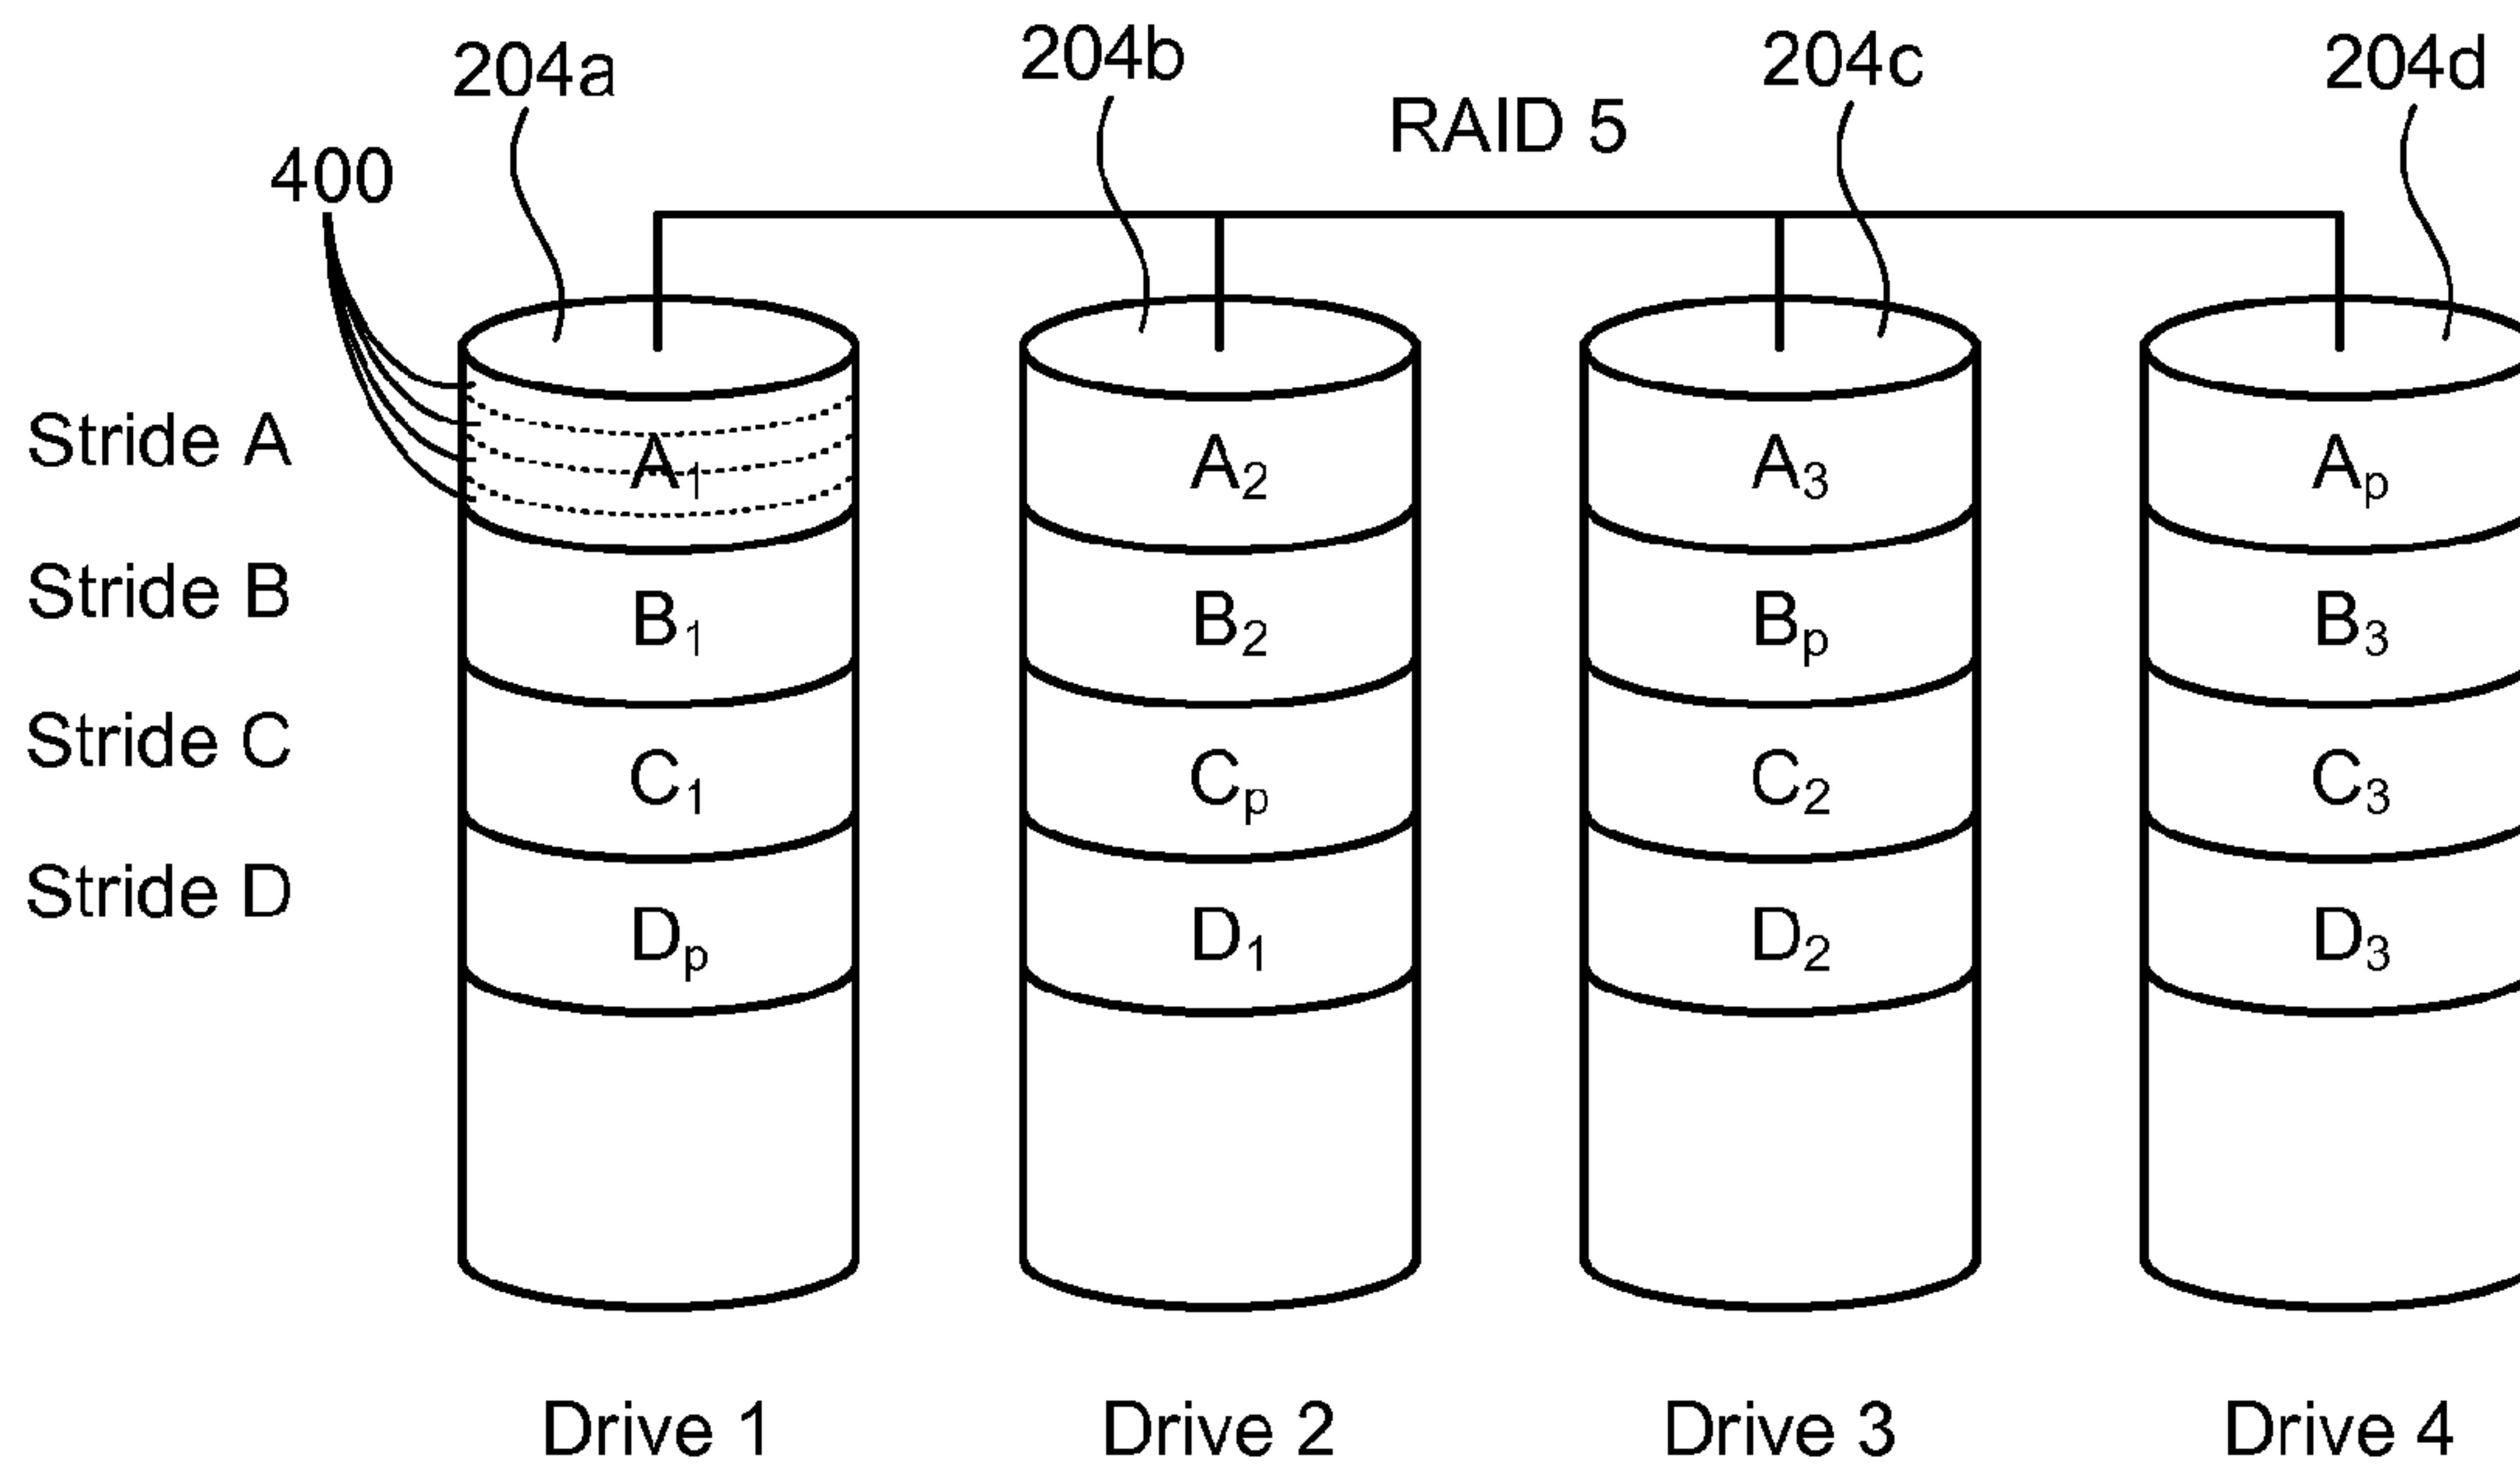 204a 204b 204c 204d
RAID 5
400
Stride A A1 A2 A3 Ap
Stride B B1 B2 Bp B3
Stride C C1 Cp C2 C3
Stride D Dp D1 D2 D3
Drive 1 Drive 2 Drive 3 Drive 4